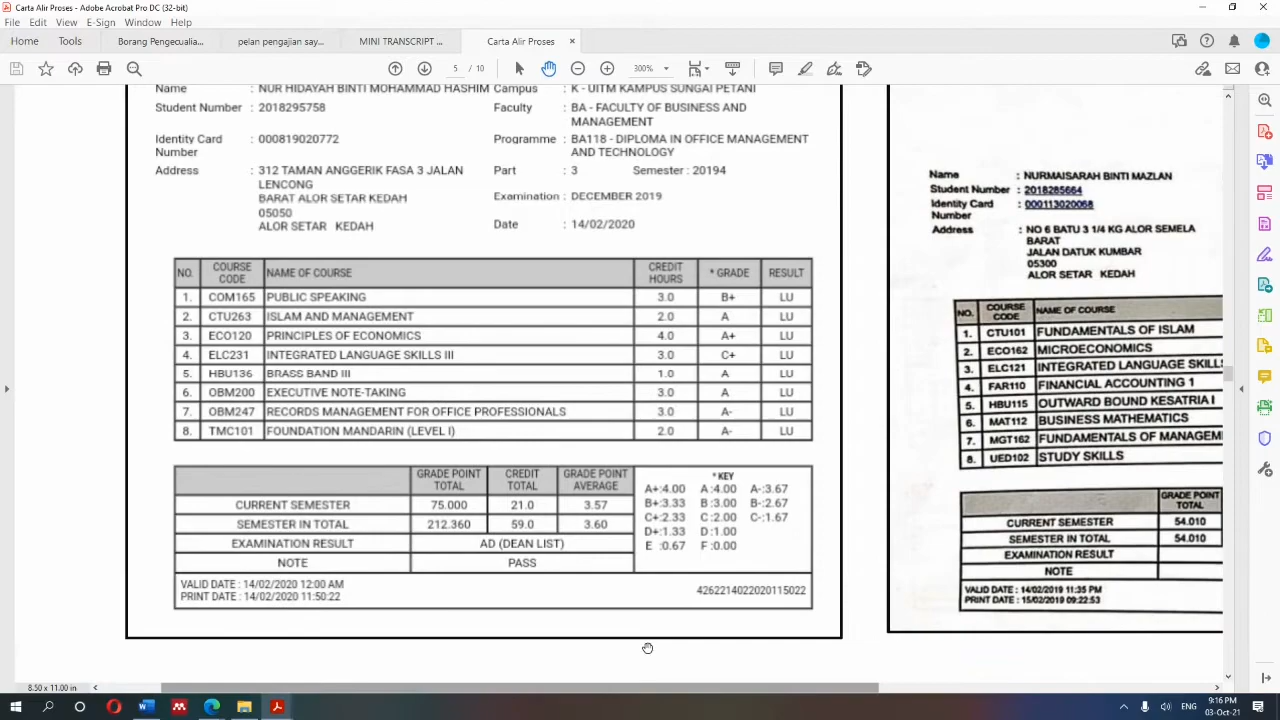 Carta Alir Proses - Adobe Acrobat Pro DC (32-bit)
File Edit View E-Sign Window Help
Home Tools Borang Pengecualia... pelan pengajian say... MINI TRANSCRIPT ... Carta Alir Proses ×
5 / 10 300%
Name : NUR HIDAYAH BINTI MOHAMMAD HASHIM Campus : K - UITM KAMPUS SUNGAI PETANI
Student Number : 2018295758 Faculty : BA - FACULTY OF BUSINESS AND
MANAGEMENT
Identity Card : 000819020772 Programme : BA118 - DIPLOMA IN OFFICE MANAGEMENT
Number AND TECHNOLOGY
Address : 312 TAMAN ANGGERIK FASA 3 JALAN Part : 3 Semester : 20194
LENCONG
BARAT ALOR SETAR KEDAH Examination : DECEMBER 2019
05050
ALOR SETAR KEDAH Date : 14/02/2020
NO. COURSE CODE NAME OF COURSE CREDIT HOURS * GRADE RESULT
1. COM165 PUBLIC SPEAKING 3.0 B+ LU
2. CTU263 ISLAM AND MANAGEMENT 2.0 A LU
3. ECO120 PRINCIPLES OF ECONOMICS 4.0 A+ LU
4. ELC231 INTEGRATED LANGUAGE SKILLS III 3.0 C+ LU
5. HBU136 BRASS BAND III 1.0 A LU
6. OBM200 EXECUTIVE NOTE-TAKING 3.0 A LU
7. OBM247 RECORDS MANAGEMENT FOR OFFICE PROFESSIONALS 3.0 A- LU
8. TMC101 FOUNDATION MANDARIN (LEVEL I) 2.0 A- LU
GRADE POINT TOTAL CREDIT TOTAL GRADE POINT AVERAGE
CURRENT SEMESTER 75.000 21.0 3.57
SEMESTER IN TOTAL 212.360 59.0 3.60
EXAMINATION RESULT AD (DEAN LIST)
NOTE PASS
* KEY
A+:4.00 A :4.00 A-:3.67
B+:3.33 B :3.00 B-:2.67
C+:2.33 C :2.00 C-:1.67
D+:1.33 D :1.00
E :0.67 F :0.00
VALID DATE : 14/02/2020 12:00 AM
PRINT DATE : 14/02/2020 11:50:22
4262214022020115022
Name : NURMAISARAH BINTI MAZLAN
Student Number : 2018285664
Identity Card : 000113020068
Number
Address : NO 6 BATU 3 1/4 KG ALOR SEMELA
BARAT
JALAN DATUK KUMBAR
05300
ALOR SETAR KEDAH
NO. COURSE CODE NAME OF COURSE
1. CTU101 FUNDAMENTALS OF ISLAM
2. ECO162 MICROECONOMICS
3. ELC121 INTEGRATED LANGUAGE SKILLS
4. FAR110 FINANCIAL ACCOUNTING 1
5. HBU115 OUTWARD BOUND KESATRIA I
6. MAT112 BUSINESS MATHEMATICS
7. MGT162 FUNDAMENTALS OF MANAGEM
8. UED102 STUDY SKILLS
GRADE POINT TOTAL
CURRENT SEMESTER 54.010
SEMESTER IN TOTAL 54.010
EXAMINATION RESULT
NOTE
VALID DATE : 14/02/2019 11:35 PM
PRINT DATE : 15/02/2019 09:22:53
8.50 x 11.00 in
ENG 9:16 PM
03-Oct-21